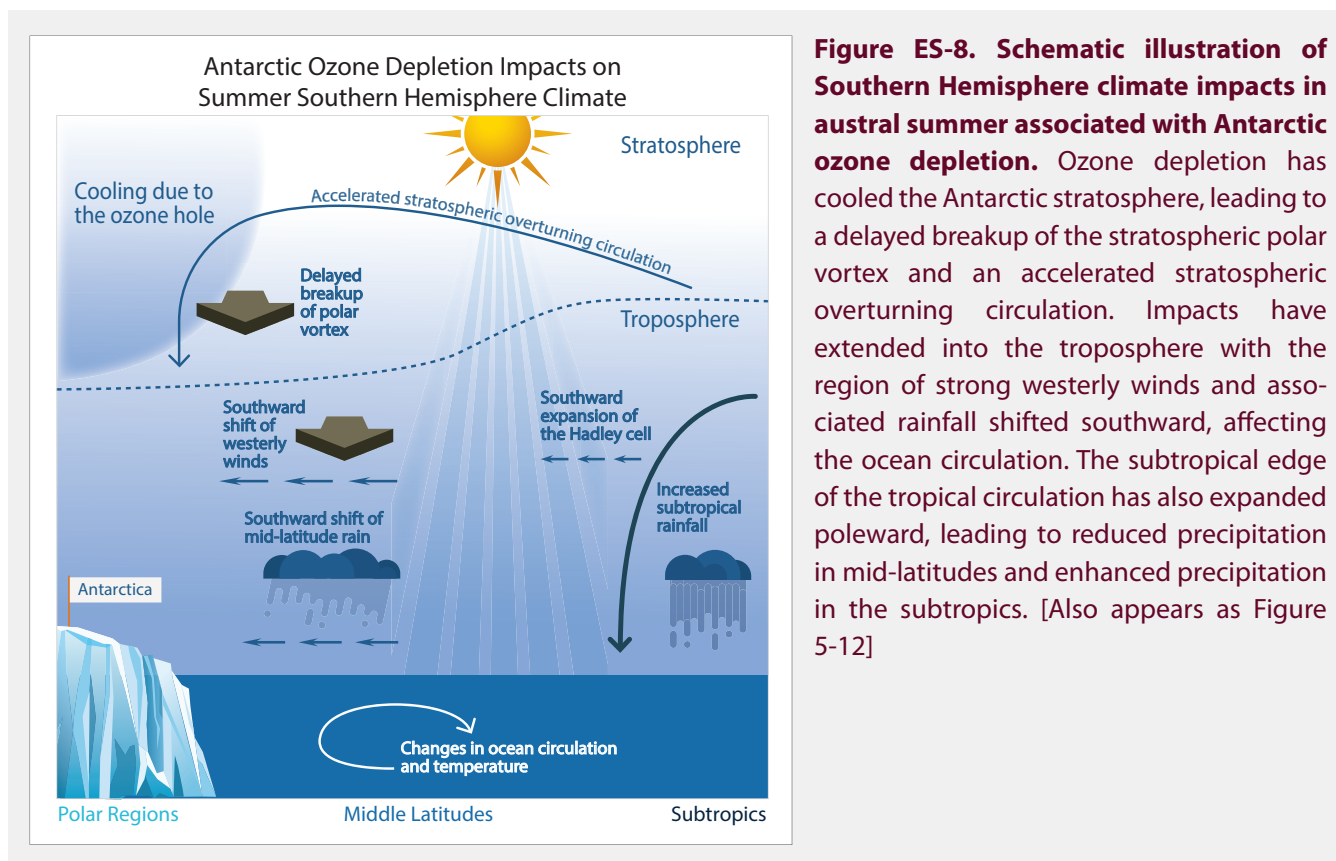 Antarctic Ozone Depletion Impacts on
Summer Southern Hemisphere Climate
Stratosphere
Cooling due to
the ozone hole
Accelerated stratospheric overturning circulation
Delayed
breakup
of polar
vortex
Troposphere
Southward
shift of
westerly
winds
Southward
expansion of
the Hadley cell
Increased
subtropical
rainfall
Southward shift of
mid-latitude rain
Antarctica
Changes in ocean circulation
and temperature
Polar Regions
Middle Latitudes
Subtropics
Figure ES-8. Schematic illustration of
Southern Hemisphere climate impacts in
austral summer associated with Antarctic
ozone depletion. Ozone depletion has
cooled the Antarctic stratosphere, leading to
a delayed breakup of the stratospheric polar
vortex and an accelerated stratospheric
overturning circulation. Impacts have
extended into the troposphere with the
region of strong westerly winds and asso-
ciated rainfall shifted southward, affecting
the ocean circulation. The subtropical edge
of the tropical circulation has also expanded
poleward, leading to reduced precipitation
in mid-latitudes and enhanced precipitation
in the subtropics. [Also appears as Figure
5-12]